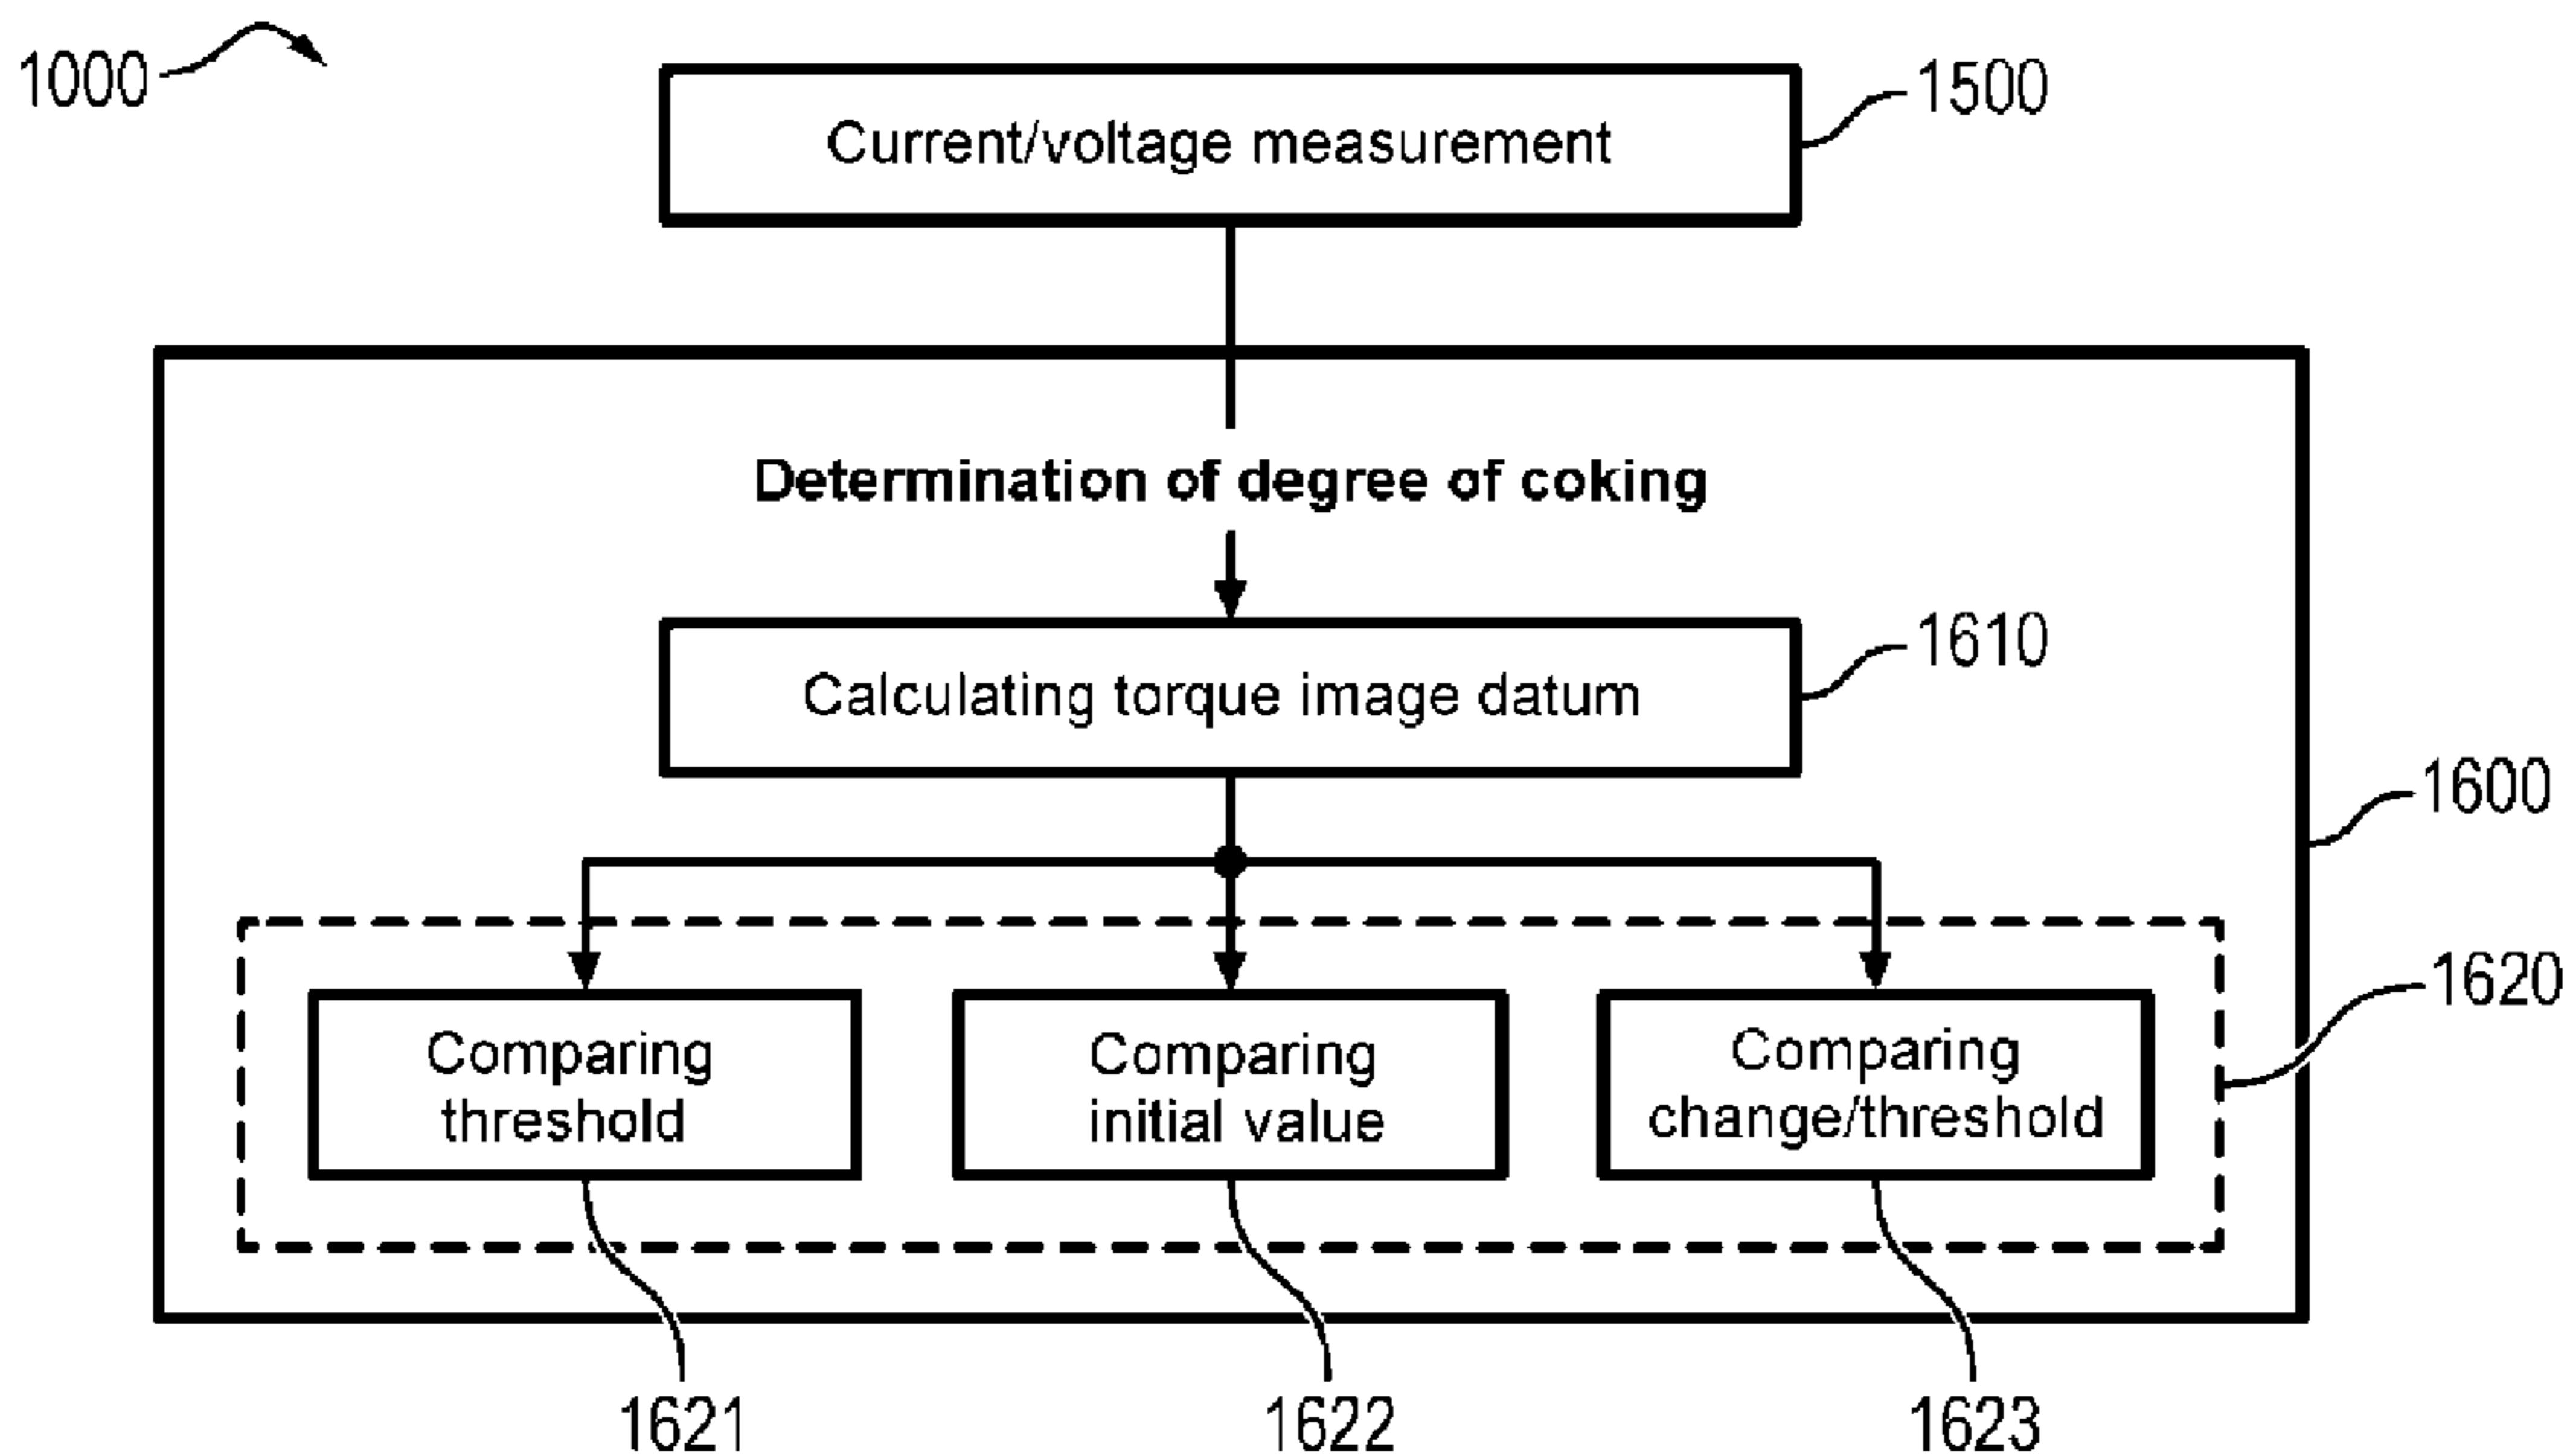 1000
Current/voltage measurement
1500
Determination of degree of coking
Calculating torque image datum
1610
1600
1620
Comparing
threshold
Comparing
initial value
Comparing
change/threshold
1621
1622
1623